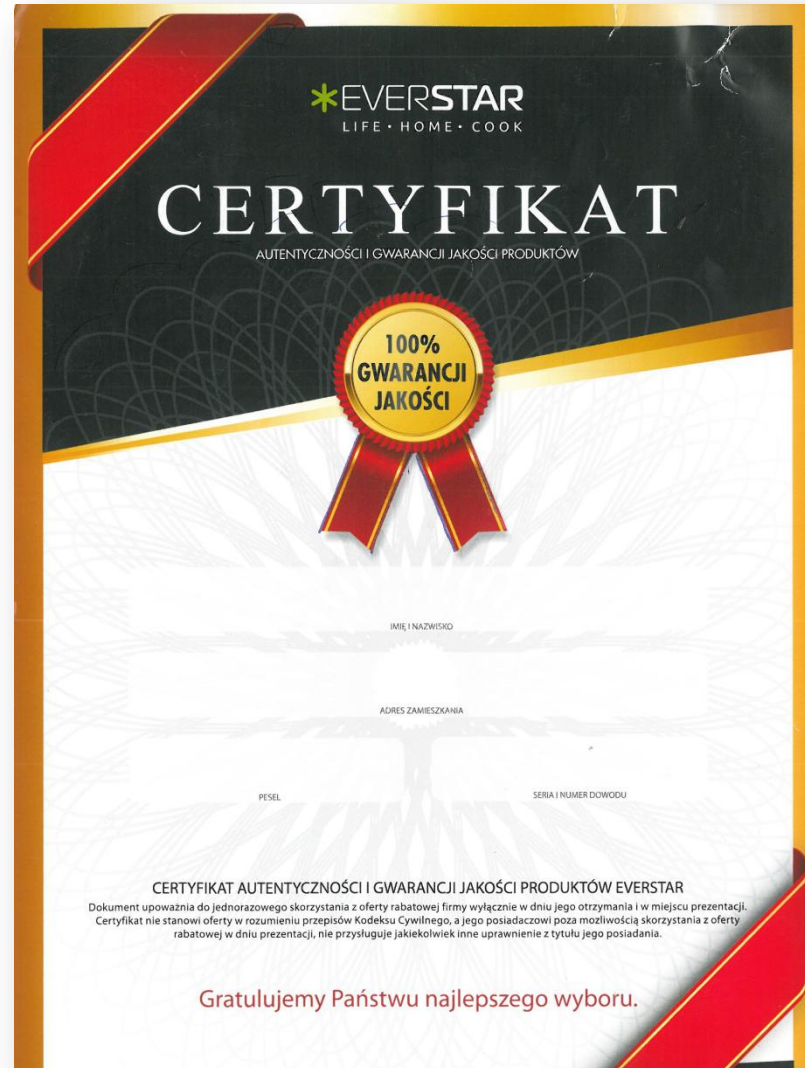 EVERSTAR
LIFE • HOME • COOK
CERTYFIKAT
AUTENTYCZNOŚCI I GWARANCJI JAKOŚCI PRODUKTÓW
100%
GWARANCJI
JAKOŚCI
IMIĘ I NAZWISKO
ADRES ZAMIESZKANIA
PESEL
SERIA I NUMER DOWODU
CERTYFIKAT AUTENTYCZNOŚCI I GWARANCJI JAKOŚCI PRODUKTÓW EVERSTAR
Dokument upoważnia do jednorazowego skorzystania z oferty rabatowej firmy wyłącznie w dniu jego otrzymania i w miejscu prezentacji.
Certyfikat nie stanowi oferty w rozumieniu przepisów Kodeksu Cywilnego, a jego posiadaczowi poza mozliwością skorzystania z oferty
rabatowej w dniu prezentacji, nie przysługuje jakiekolwiek inne uprawnienie z tytułu jego posiadania.
Gratulujemy Państwu najlepszego wyboru.